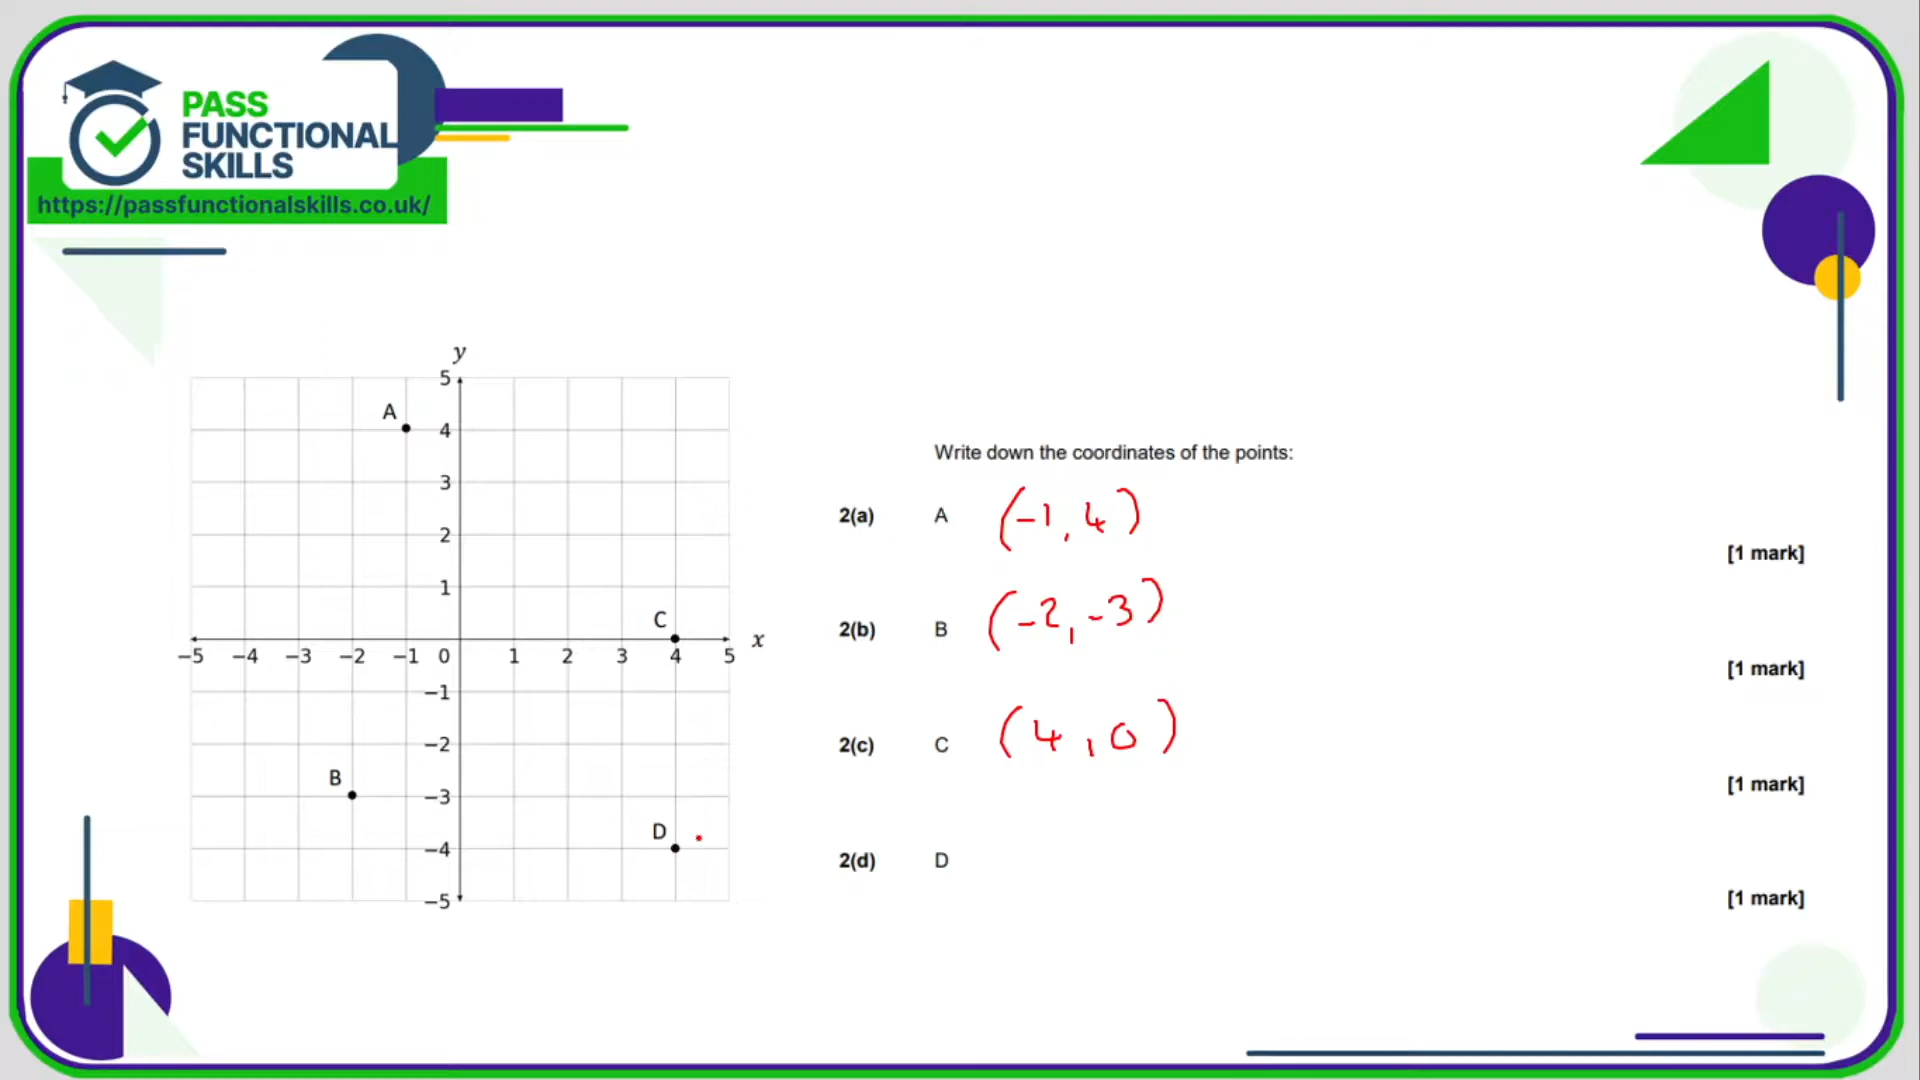 PASS
FUNCTIONAL
SKILLS
https://passfunctionalskills.co.uk/
y
5
A
4
3
2
1
C
x
−5 −4 −3 −2 −1 0 1 2 3 4 5
−1
−2
B
−3
D
−4
−5
Write down the coordinates of the points:
2(a) A (-1, 4)
[1 mark]
2(b) B (-2, -3)
[1 mark]
2(c) C (4, 0)
[1 mark]
2(d) D
[1 mark]